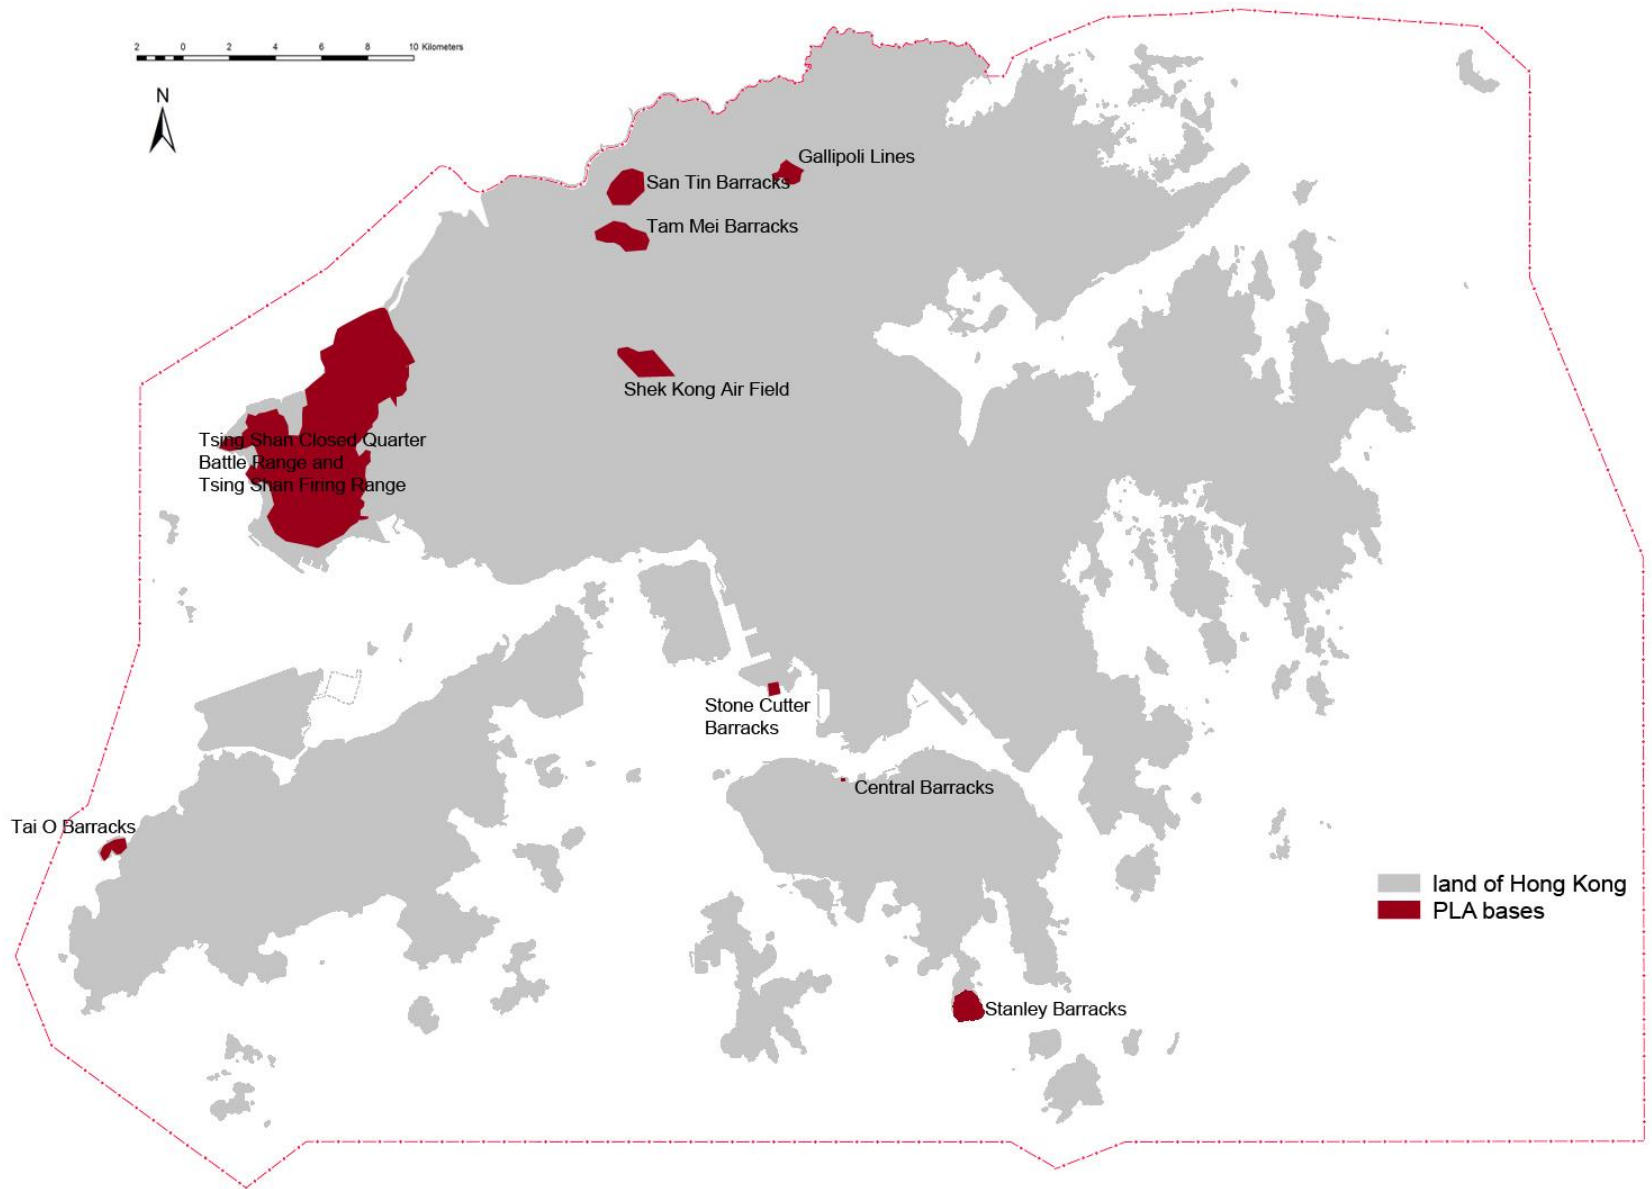 2 0 2 4 6 8 10 Kilometers
N
Gallipoli Lines
San Tin Barracks
Tam Mei Barracks
Shek Kong Air Field
Tsing Shan Closed Quarter
Battle Range and
Tsing Shan Firing Range
Stone Cutter
Barracks
Central Barracks
Tai O Barracks
land of Hong Kong
PLA bases
Stanley Barracks